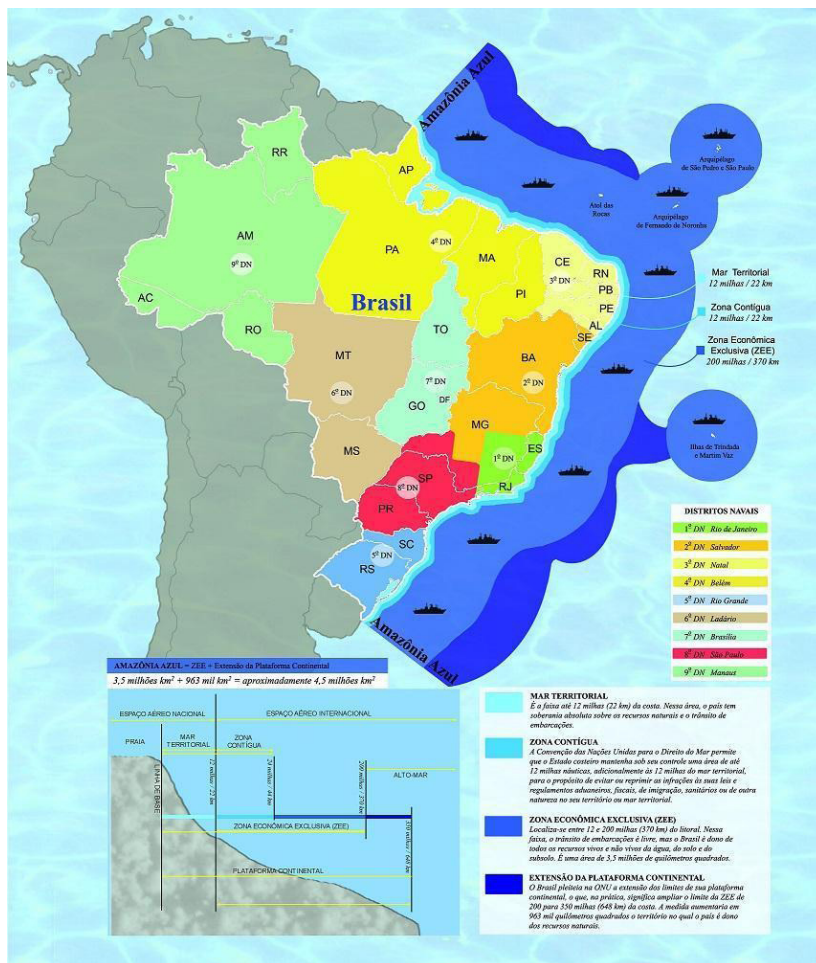 Amazônia Azul
Arquipélago
de São Pedro e São Paulo
Atol das
Rocas
Arquipélago
de Fernando de Noronha
RR
AP
AM
9º DN
PA
4º DN
MA
CE
3º DN
RN
PB
PE
AL
SE
PI
AC
RO
Brasil
TO
MT
6º DN
BA
2º DN
7º DN
GO
DF
MG
MS
ES
1º DN
RJ
SP
8º DN
PR
SC
5º DN
RS
Amazônia Azul
Mar Territorial
12 milhas / 22 km
Zona Contígua
12 milhas / 22 km
Zona Econômica
Exclusiva (ZEE)
200 milhas / 370 km
Ilhas de Trindada
e Martim Vaz
DISTRITOS NAVAIS
1º DN Rio de Janeiro
2º DN Salvador
3º DN Natal
4º DN Belém
5º DN Rio Grande
6º DN Ladário
7º DN Brasília
8º DN São Paulo
9º DN Manaus
AMAZÔNIA AZUL = ZEE + Extensão da Plataforma Continental
3,5 milhões km² + 963 mil km² = aproximadamente 4,5 milhões km²
ESPAÇO AÉREO NACIONAL
ESPAÇO AÉREO INTERNACIONAL
PRAIA
MAR
TERRITORIAL
ZONA
CONTÍGUA
ALTO-MAR
LINHA DE BASE
12 milhas / 22 km
24 milhas / 44 km
200 milhas / 370 km
350 milhas / 648 km
ZONA ECONÔMICA EXCLUSIVA (ZEE)
PLATAFORMA CONTINENTAL
MAR TERRITORIAL
É a faixa até 12 milhas (22 km) da costa. Nessa área, o país tem
soberania absoluta sobre os recursos naturais e o trânsito de
embarcações.
ZONA CONTÍGUA
A Convenção das Nações Unidas para o Direito do Mar permite
que o Estado costeiro mantenha sob seu controle uma área de até
12 milhas náuticas, adicionalmente às 12 milhas do mar territorial,
para o propósito de evitar ou reprimir as infrações às suas leis e
regulamentos aduaneiros, fiscais, de imigração, sanitários ou de outra
natureza no seu território ou mar territorial.
ZONA ECONÔMICA EXCLUSIVA (ZEE)
Localiza-se entre 12 e 200 milhas (370 km) do litoral. Nessa
faixa, o trânsito de embarcações é livre, mas o Brasil é dono de
todos os recursos vivos e não vivos da água, do solo e do
subsolo. É uma área de 3,5 milhões de quilômetros quadrados.
EXTENSÃO DA PLATAFORMA CONTINENTAL
O Brasil pleiteia na ONU a extensão dos limites de sua plataforma
continental, o que, na prática, significa ampliar o limite da ZEE de
200 para 350 milhas (648 km) da costa. A medida aumentaria em
963 mil quilômetros quadrados o território no qual o país é dono
dos recursos naturais.